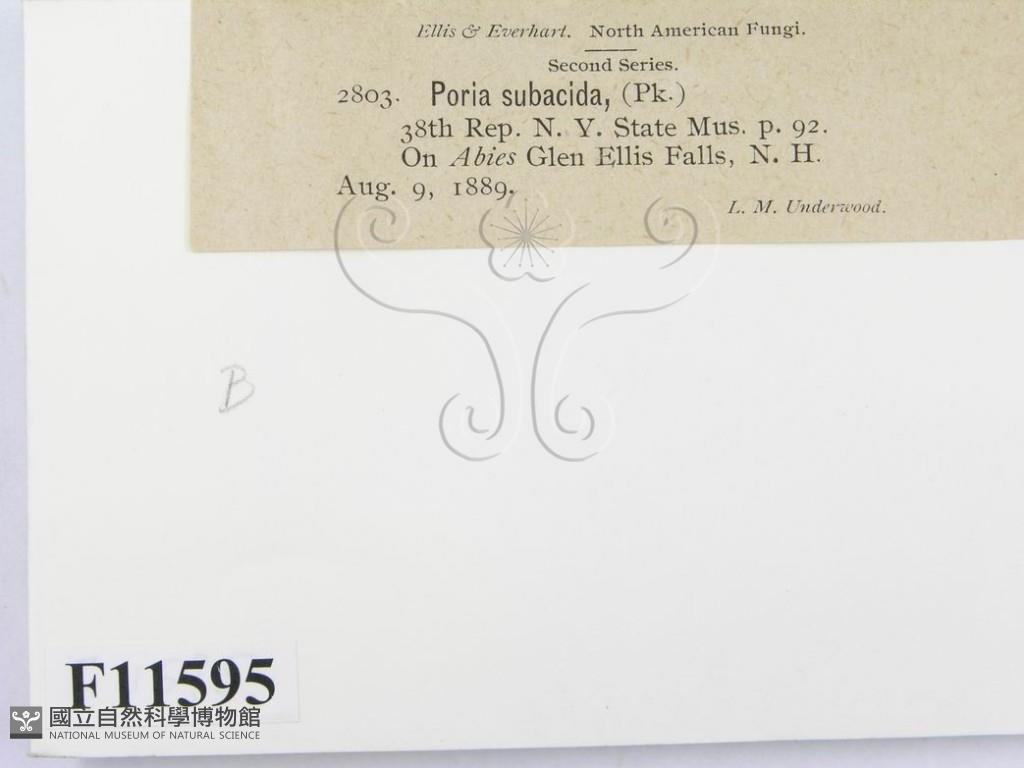 Ellis & Everhart. North American Fungi.
Second Series.
2803. Poria subacida, (Pk.)
38th Rep. N. Y. State Mus. p. 92.
On Abies Glen Ellis Falls, N. H.
Aug. 9, 1889.
L. M. Underwood.
B
F11595
國立自然科學博物館
NATIONAL MUSEUM OF NATURAL SCIENCE